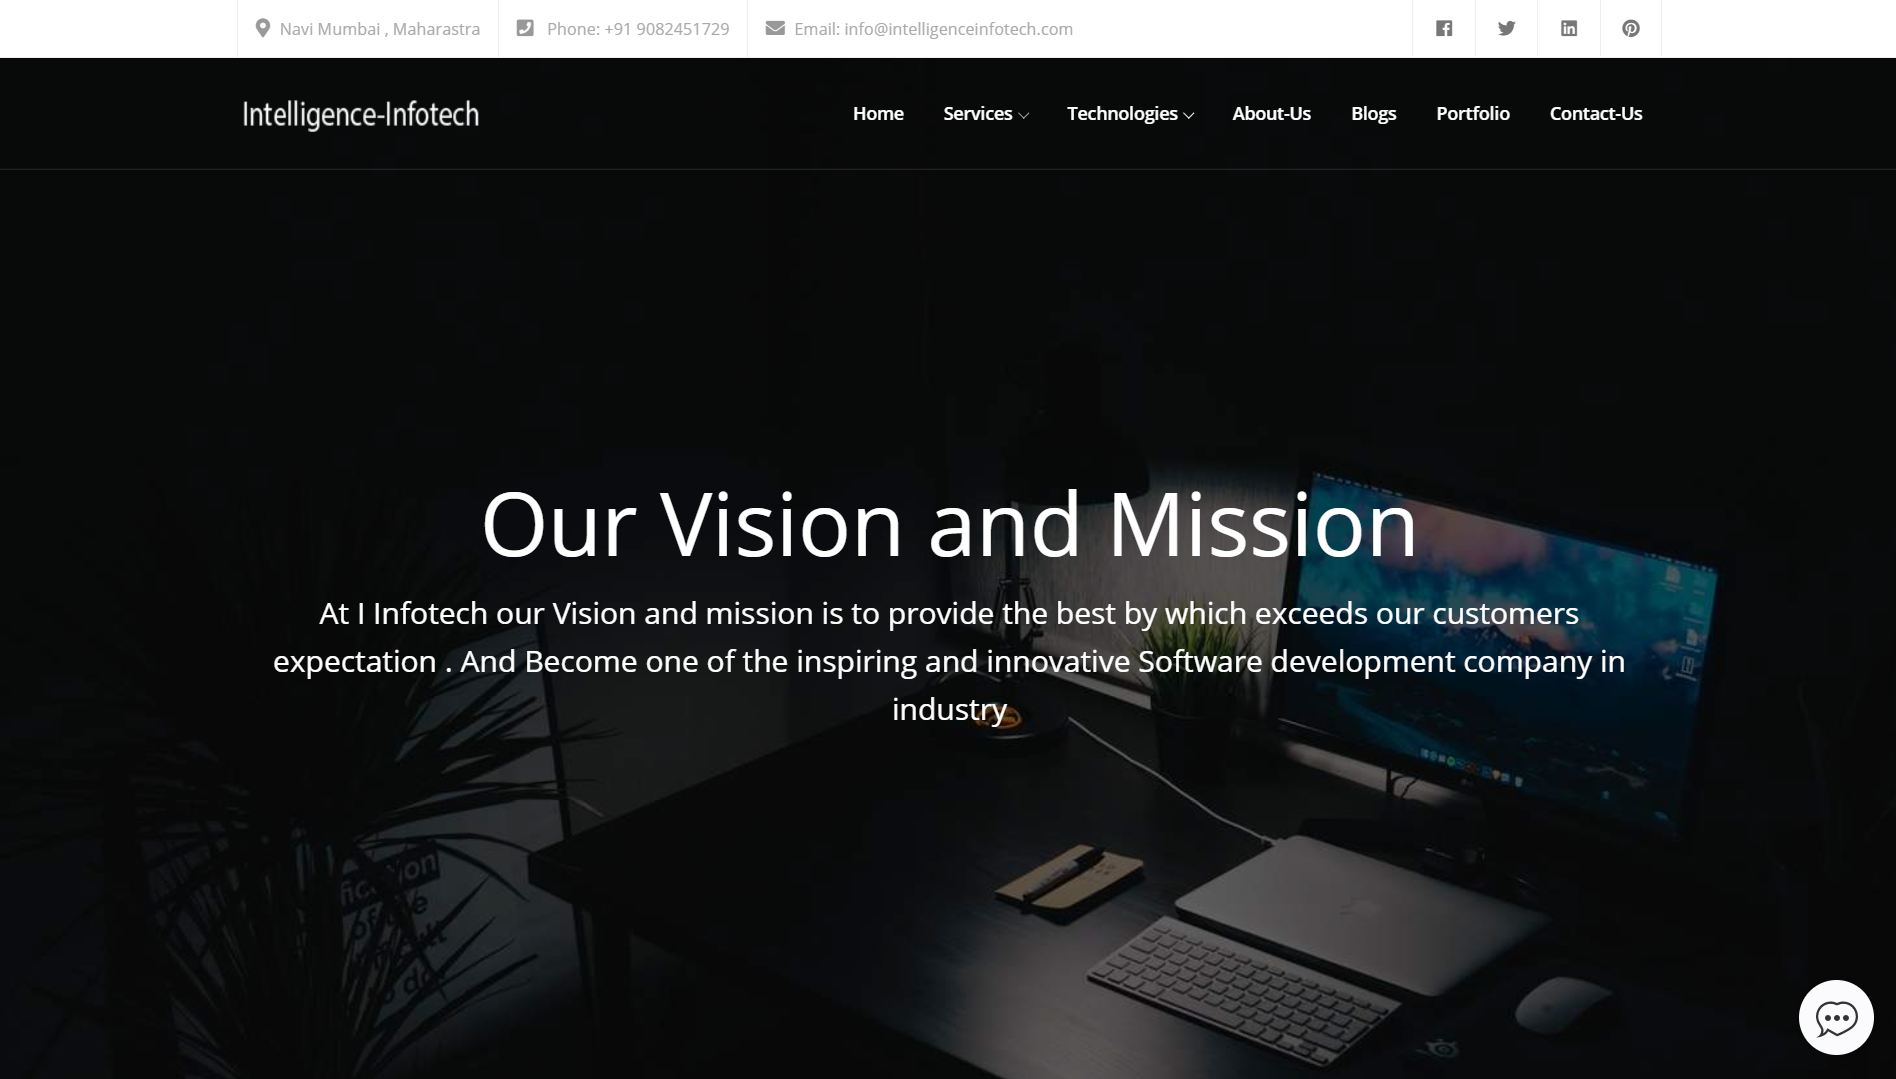 Navi Mumbai , Maharastra
Phone: +91 9082451729
Email: info@intelligenceinfotech.com
Intelligence-Infotech
Home
Services
Technologies
About-Us
Blogs
Portfolio
Contact-Us
Our Vision and Mission
At I Infotech our Vision and mission is to provide the best by which exceeds our customers
expectation . And Become one of the inspiring and innovative Software development company in
industry